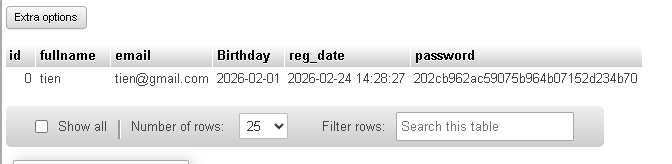 Extra options
id fullname email Birthday reg_date password
0 tien tien@gmail.com 2026-02-01 2026-02-24 14:28:27 202cb962ac59075b964b07152d234b70
Show all Number of rows: 25 Filter rows: Search this table